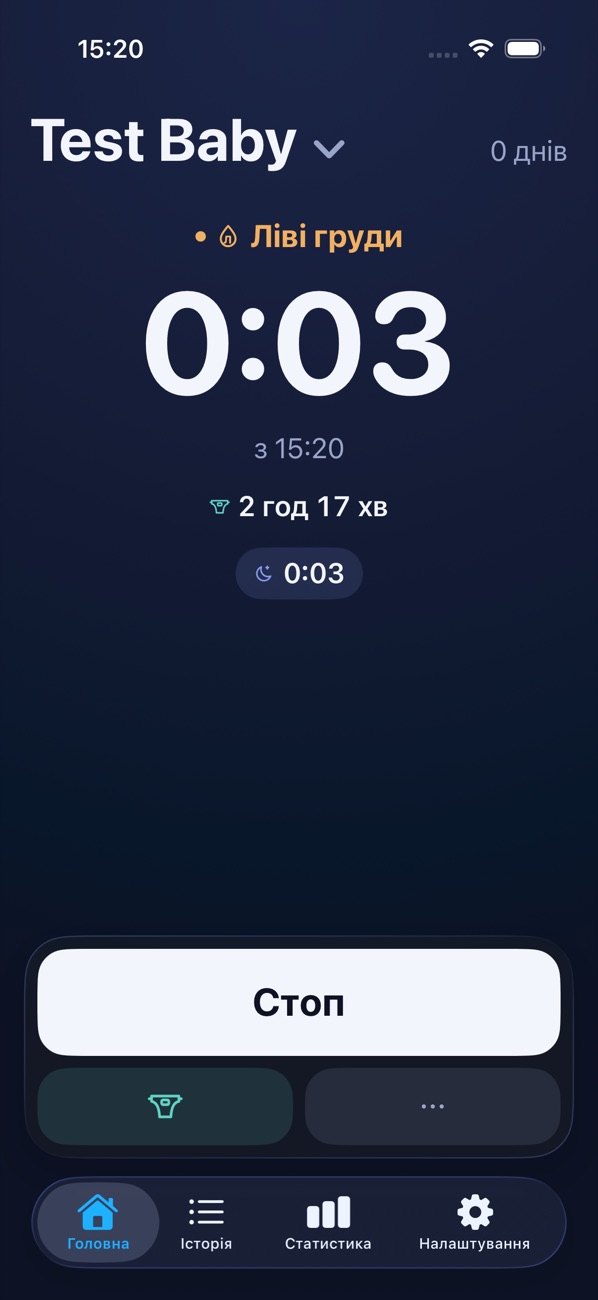 15:20
Test Baby
0 днів
Л Ліві груди
0:03
з 15:20
2 год 17 хв
0:03
Стоп
...
Головна Історія Статистика Налаштування